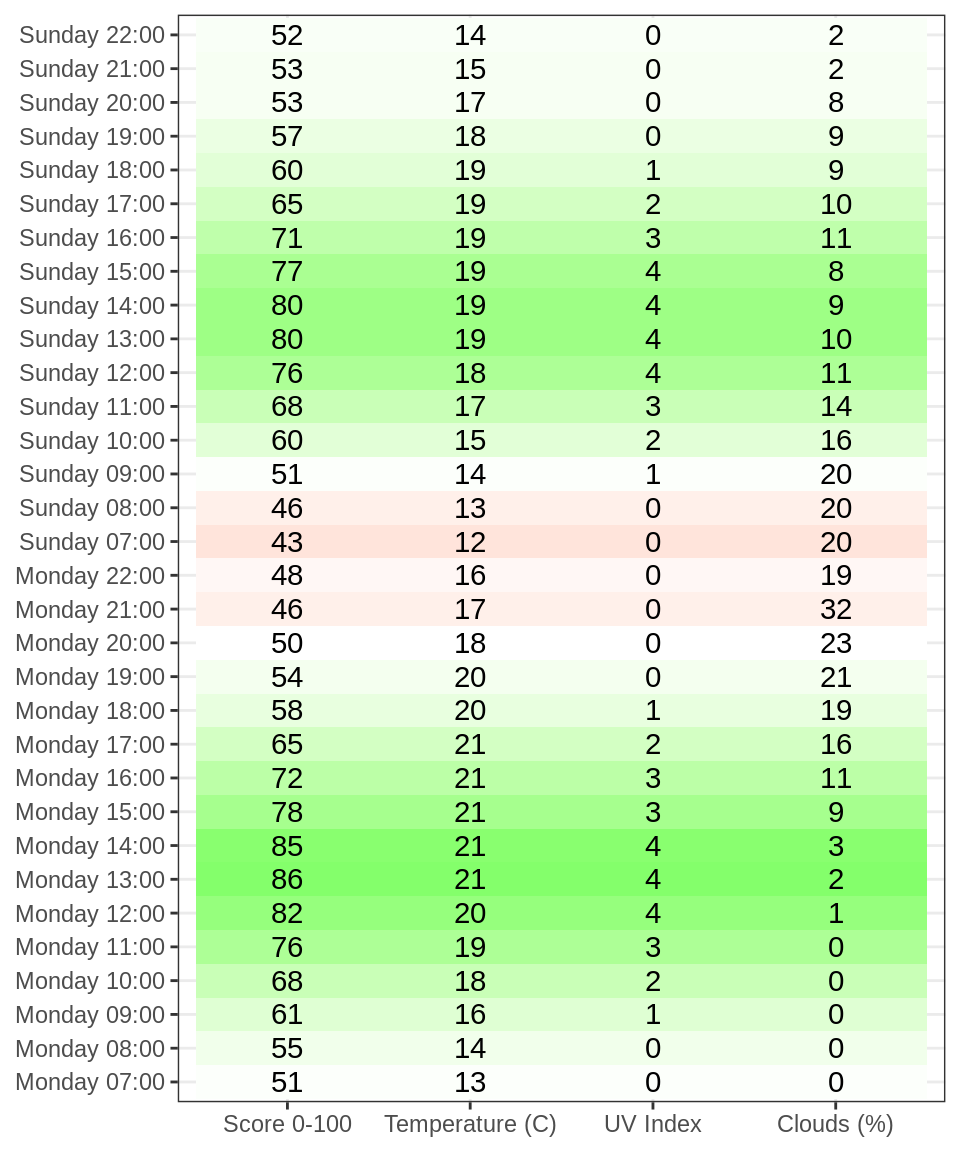 Sunday 22:00 52 14 0 2
Sunday 21:00 53 15 0 2
Sunday 20:00 53 17 0 8
Sunday 19:00 57 18 0 9
Sunday 18:00 60 19 1 9
Sunday 17:00 65 19 2 10
Sunday 16:00 71 19 3 11
Sunday 15:00 77 19 4 8
Sunday 14:00 80 19 4 9
Sunday 13:00 80 19 4 10
Sunday 12:00 76 18 4 11
Sunday 11:00 68 17 3 14
Sunday 10:00 60 15 2 16
Sunday 09:00 51 14 1 20
Sunday 08:00 46 13 0 20
Sunday 07:00 43 12 0 20
Monday 22:00 48 16 0 19
Monday 21:00 46 17 0 32
Monday 20:00 50 18 0 23
Monday 19:00 54 20 0 21
Monday 18:00 58 20 1 19
Monday 17:00 65 21 2 16
Monday 16:00 72 21 3 11
Monday 15:00 78 21 3 9
Monday 14:00 85 21 4 3
Monday 13:00 86 21 4 2
Monday 12:00 82 20 4 1
Monday 11:00 76 19 3 0
Monday 10:00 68 18 2 0
Monday 09:00 61 16 1 0
Monday 08:00 55 14 0 0
Monday 07:00 51 13 0 0
Score 0-100 Temperature (C) UV Index Clouds (%)